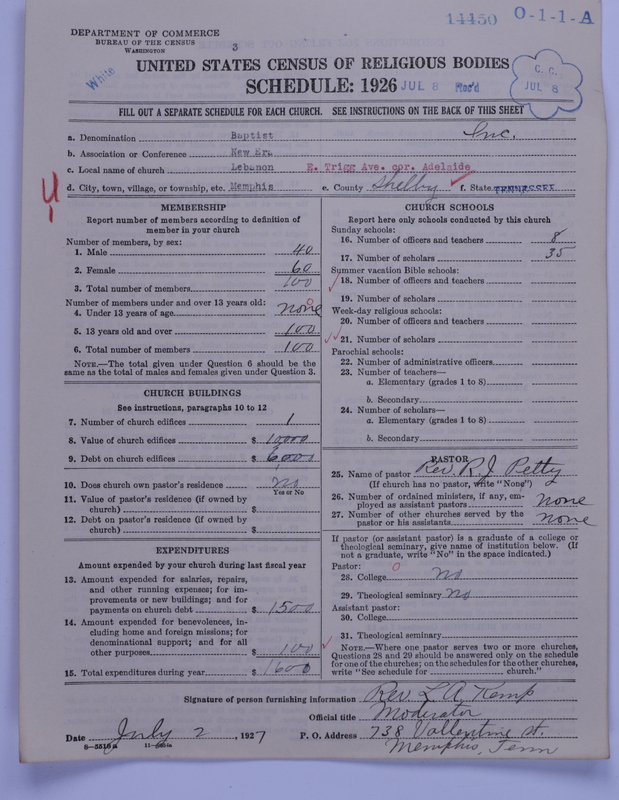 14450 O-1-1-A
DEPARTMENT OF COMMERCE
BUREAU OF THE CENSUS
WASHINGTON
3
White
UNITED STATES CENSUS OF RELIGIOUS BODIES
SCHEDULE: 1926 JUL 8 Rec'd
C. C.
JUL 8
FILL OUT A SEPARATE SCHEDULE FOR EACH CHURCH. SEE INSTRUCTIONS ON THE BACK OF THIS SHEET
a. Denomination Baptist Inc.
b. Association or Conference New Era
c. Local name of church Lebanon E. Trigg Ave. cor. Adelaide
d. City, town, village, or township, etc. Memphis e. County Shelby f. State TENNESSEE
MEMBERSHIP
Report number of members according to definition of
member in your church
Number of members, by sex:
1. Male 40
2. Female 60
3. Total number of members 100
Number of members under and over 13 years old:
4. Under 13 years of age none 0
5. 13 years old and over 100
6. Total number of members 100
NOTE.—The total given under Question 6 should be
same as the total of males and females given under Question 3.
CHURCH BUILDINGS
See instructions, paragraphs 10 to 12
7. Number of church edifices 1
8. Value of church edifices $ 10000
9. Debt on church edifices $ 6000
10. Does church own pastor's residence no
Yes or No
11. Value of pastor's residence (if owned by
church) $
12. Debt on pastor's residence (if owned by
church) $
EXPENDITURES
Amount expended by your church during last fiscal year
13. Amount expended for salaries, repairs,
and other running expenses; for im-
provements or new buildings; and for
payments on church debt $ 1500
14. Amount expended for benevolences, in-
cluding home and foreign missions; for
denominational support; and for all
other purposes $ 100
15. Total expenditures during year $ 1600
CHURCH SCHOOLS
Report here only schools conducted by this church
Sunday schools:
16. Number of officers and teachers 8
17. Number of scholars 35
Summer vacation Bible schools:
18. Number of officers and teachers
19. Number of scholars
Week-day religious schools:
20. Number of officers and teachers
21. Number of scholars
Parochial schools:
22. Number of administrative officers
23. Number of teachers—
a. Elementary (grades 1 to 8)
b. Secondary
24. Number of scholars—
a. Elementary (grades 1 to 8)
b. Secondary
PASTOR
25. Name of pastor Rev. R. J. Petty
(If church has no pastor, write "None")
26. Number of ordained ministers, if any, em-
ployed as assistant pastors none
27. Number of other churches served by the
pastor or his assistants none
If pastor (or assistant pastor) is a graduate of a college or
theological seminary, give name of institution below. (If
not a graduate, write "No" in the space indicated.)
Pastor: 0
28. College no
29. Theological seminary no
Assistant pastor:
30. College
31. Theological seminary
NOTE.—Where one pastor serves two or more churches,
Questions 28 and 29 should be answered only on the schedule
for one of the churches; on the schedules for the other churches,
write "See schedule for church."
Signature of person furnishing information Rev L A Kemp
Official title Moderator
Date July 2, 1927 P. O. Address 738 Vallentine St.
8-5518a Memphis, Tenn